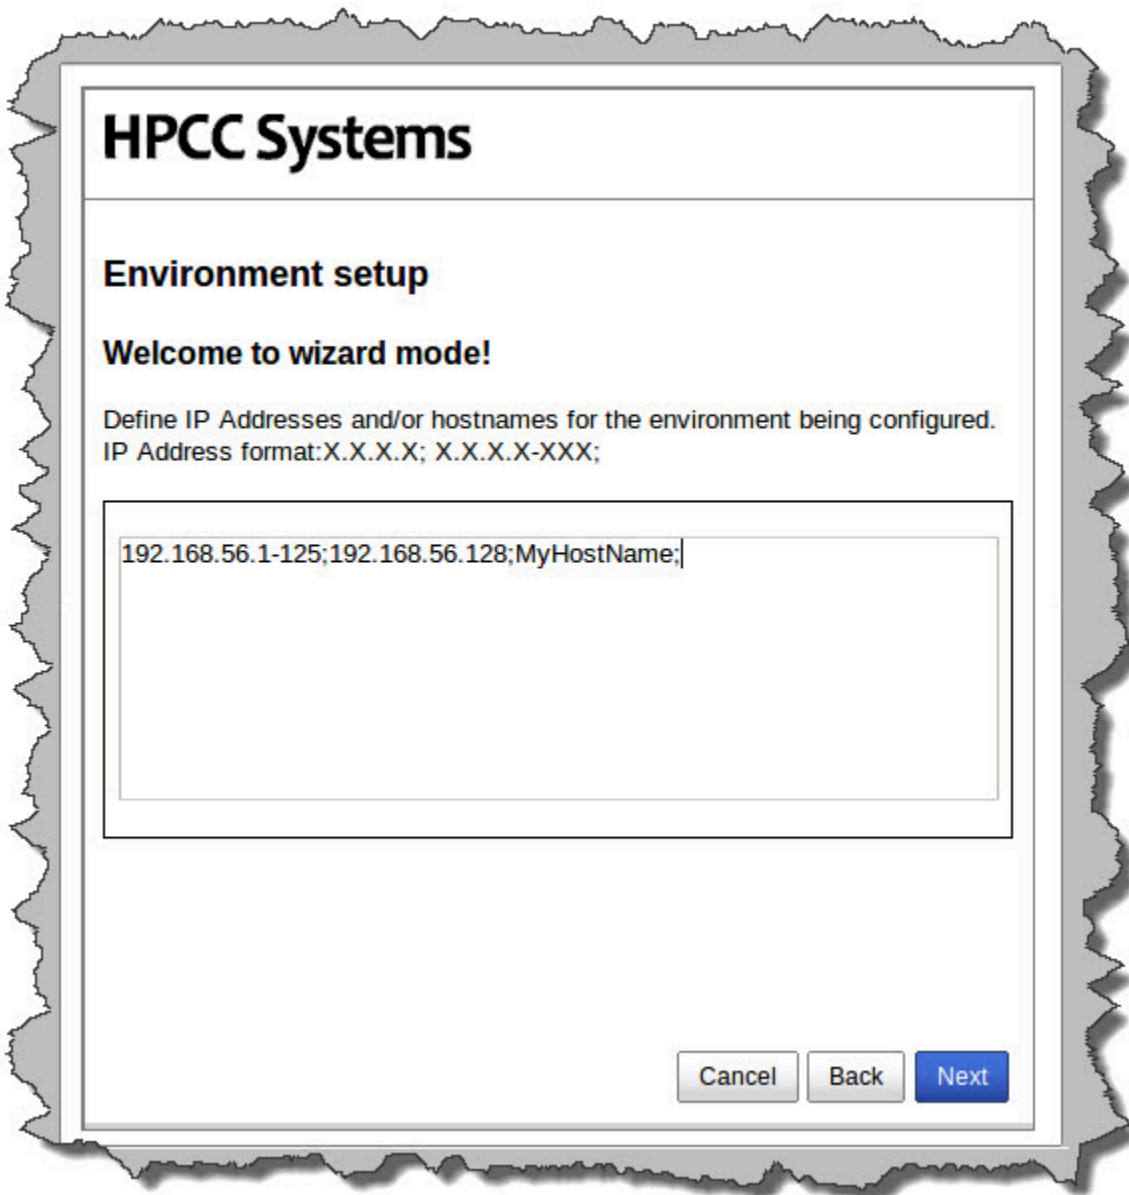 HPCC Systems
Environment setup
Welcome to wizard mode!
Define IP Addresses and/or hostnames for the environment being configured.
IP Address format:X.X.X.X; X.X.X.X-XXX;
192.168.56.1-125;192.168.56.128;MyHostName;
Cancel Back Next